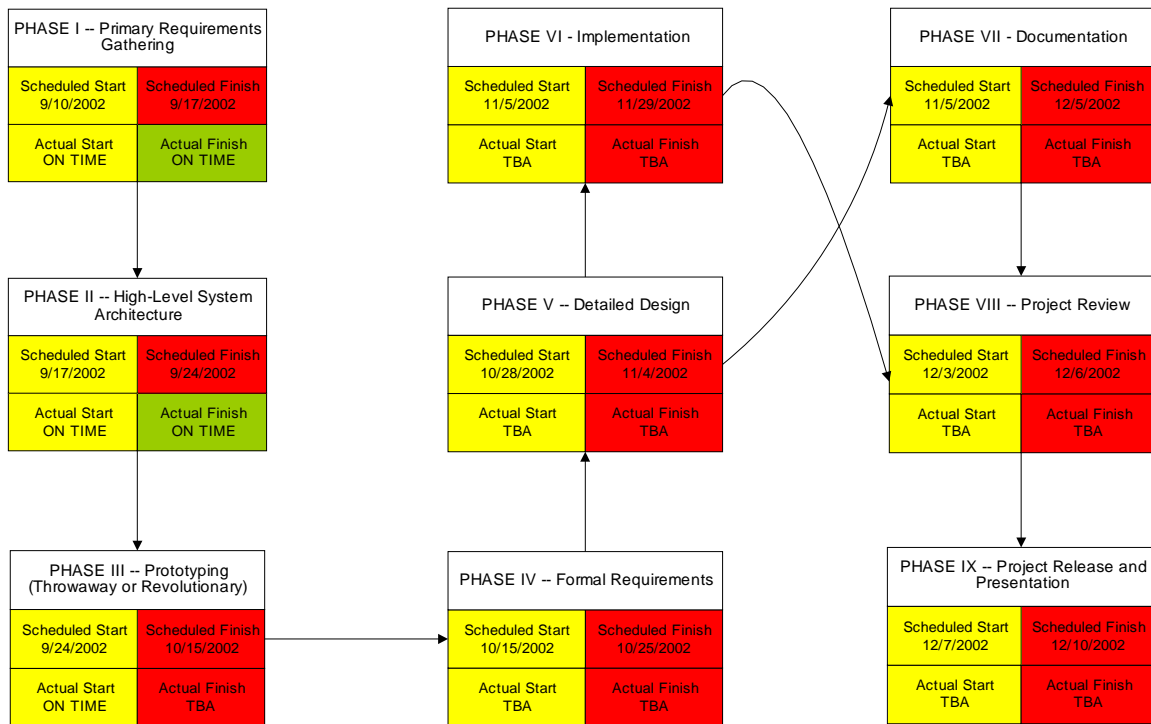 PHASE I -- Primary Requirements
Gathering
Scheduled Start
9/10/2002
Scheduled Finish
9/17/2002
Actual Start
ON TIME
Actual Finish
ON TIME
PHASE II -- High-Level System
Architecture
Scheduled Start
9/17/2002
Scheduled Finish
9/24/2002
Actual Start
ON TIME
Actual Finish
ON TIME
PHASE III -- Prototyping
(Throwaway or Revolutionary)
Scheduled Start
9/24/2002
Scheduled Finish
10/15/2002
Actual Start
ON TIME
Actual Finish
TBA
PHASE IV -- Formal Requirements
Scheduled Start
10/15/2002
Scheduled Finish
10/25/2002
Actual Start
TBA
Actual Finish
TBA
PHASE V -- Detailed Design
Scheduled Start
10/28/2002
Scheduled Finish
11/4/2002
Actual Start
TBA
Actual Finish
TBA
PHASE VI - Implementation
Scheduled Start
11/5/2002
Scheduled Finish
11/29/2002
Actual Start
TBA
Actual Finish
TBA
PHASE VII - Documentation
Scheduled Start
11/5/2002
Scheduled Finish
12/5/2002
Actual Start
TBA
Actual Finish
TBA
PHASE VIII -- Project Review
Scheduled Start
12/3/2002
Scheduled Finish
12/6/2002
Actual Start
TBA
Actual Finish
TBA
PHASE IX -- Project Release and
Presentation
Scheduled Start
12/7/2002
Scheduled Finish
12/10/2002
Actual Start
TBA
Actual Finish
TBA